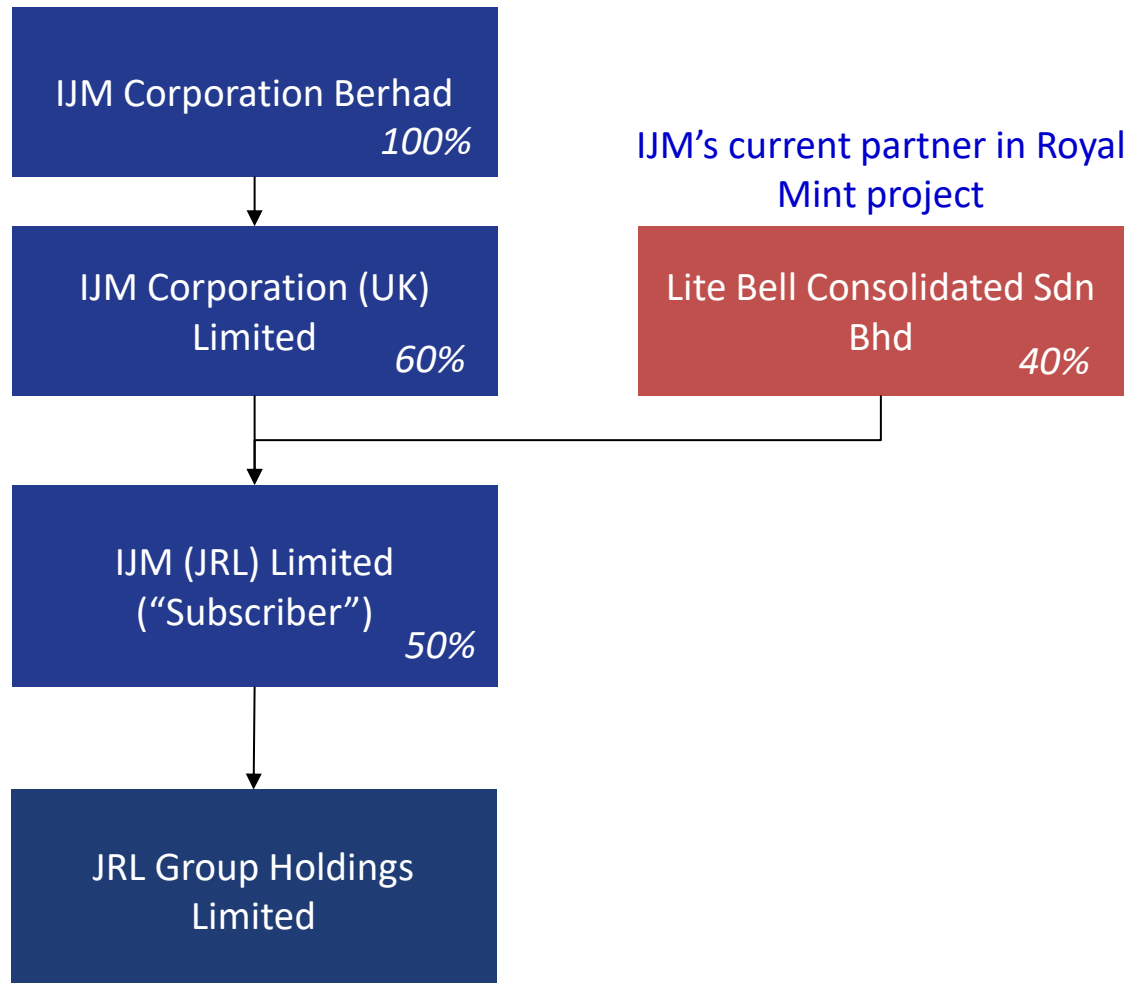 IJM Corporation Berhad
100%
IJM’s current partner in Royal
Mint project
IJM Corporation (UK)
Limited
60%
Lite Bell Consolidated Sdn
Bhd
40%
IJM (JRL) Limited
(“Subscriber”)
50%
JRL Group Holdings
Limited